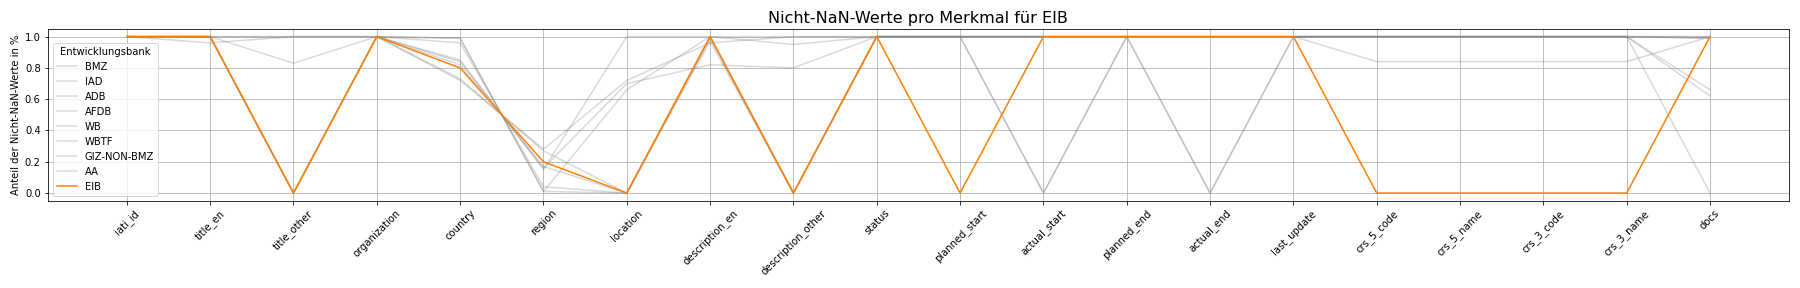 Nicht-NaN-Werte pro Merkmal für EIB
Anteil der Nicht-NaN-Werte in %
1.0
0.8
0.6
0.4
0.2
0.0
Entwicklungsbank
BMZ
IAD
ADB
AFDB
WB
WBTF
GIZ-NON-BMZ
AA
EIB
iati_id
title_en
title_other
organization
country
region
location
description_en
description_other
status
planned_start
actual_start
planned_end
actual_end
last_update
crs_5_code
crs_5_name
crs_3_code
crs_3_name
docs